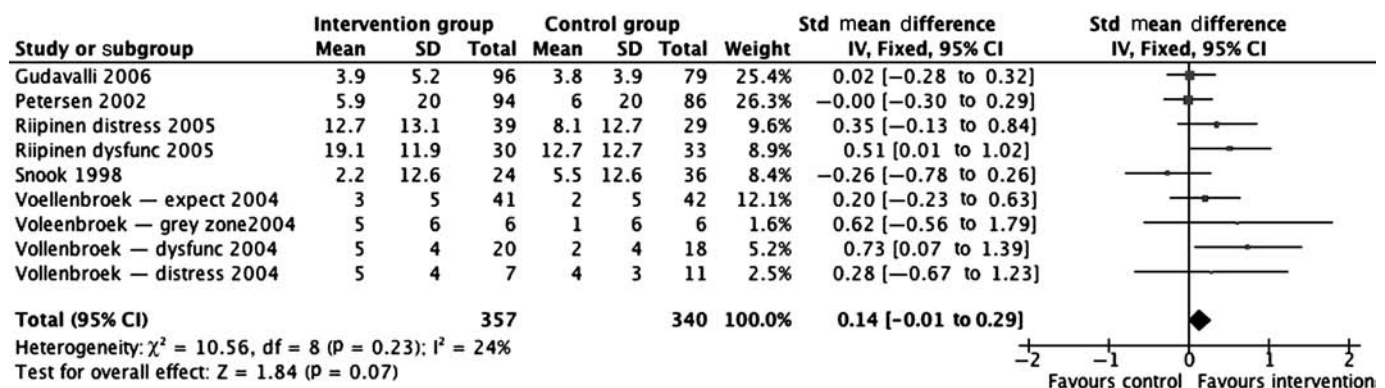 Intervention group Control group Std mean difference Std mean difference
Study or subgroup Mean SD Total Mean SD Total Weight IV, Fixed, 95% CI IV, Fixed, 95% CI
Gudavalli 2006 3.9 5.2 96 3.8 3.9 79 25.4% 0.02 [−0.28 to 0.32]
Petersen 2002 5.9 20 94 6 20 86 26.3% −0.00 [−0.30 to 0.29]
Riipinen distress 2005 12.7 13.1 39 8.1 12.7 29 9.6% 0.35 [−0.13 to 0.84]
Riipinen dysfunc 2005 19.1 11.9 30 12.7 12.7 33 8.9% 0.51 [0.01 to 1.02]
Snook 1998 2.2 12.6 24 5.5 12.6 36 8.4% −0.26 [−0.78 to 0.26]
Voellenbroek — expect 2004 3 5 41 2 5 42 12.1% 0.20 [−0.23 to 0.63]
Voleenbroek — grey zone2004 5 6 6 1 6 6 1.6% 0.62 [−0.56 to 1.79]
Vollenbroek — dysfunc 2004 5 4 20 2 4 18 5.2% 0.73 [0.07 to 1.39]
Vollenbroek — distress 2004 5 4 7 4 3 11 2.5% 0.28 [−0.67 to 1.23]
Total (95% CI) 357 340 100.0% 0.14 [-0.01 to 0.29]
Heterogeneity: χ² = 10.56, df = 8 (P = 0.23); I² = 24%
Test for overall effect: Z = 1.84 (P = 0.07)
−2 −1 0 1 2
Favours control Favours intervention